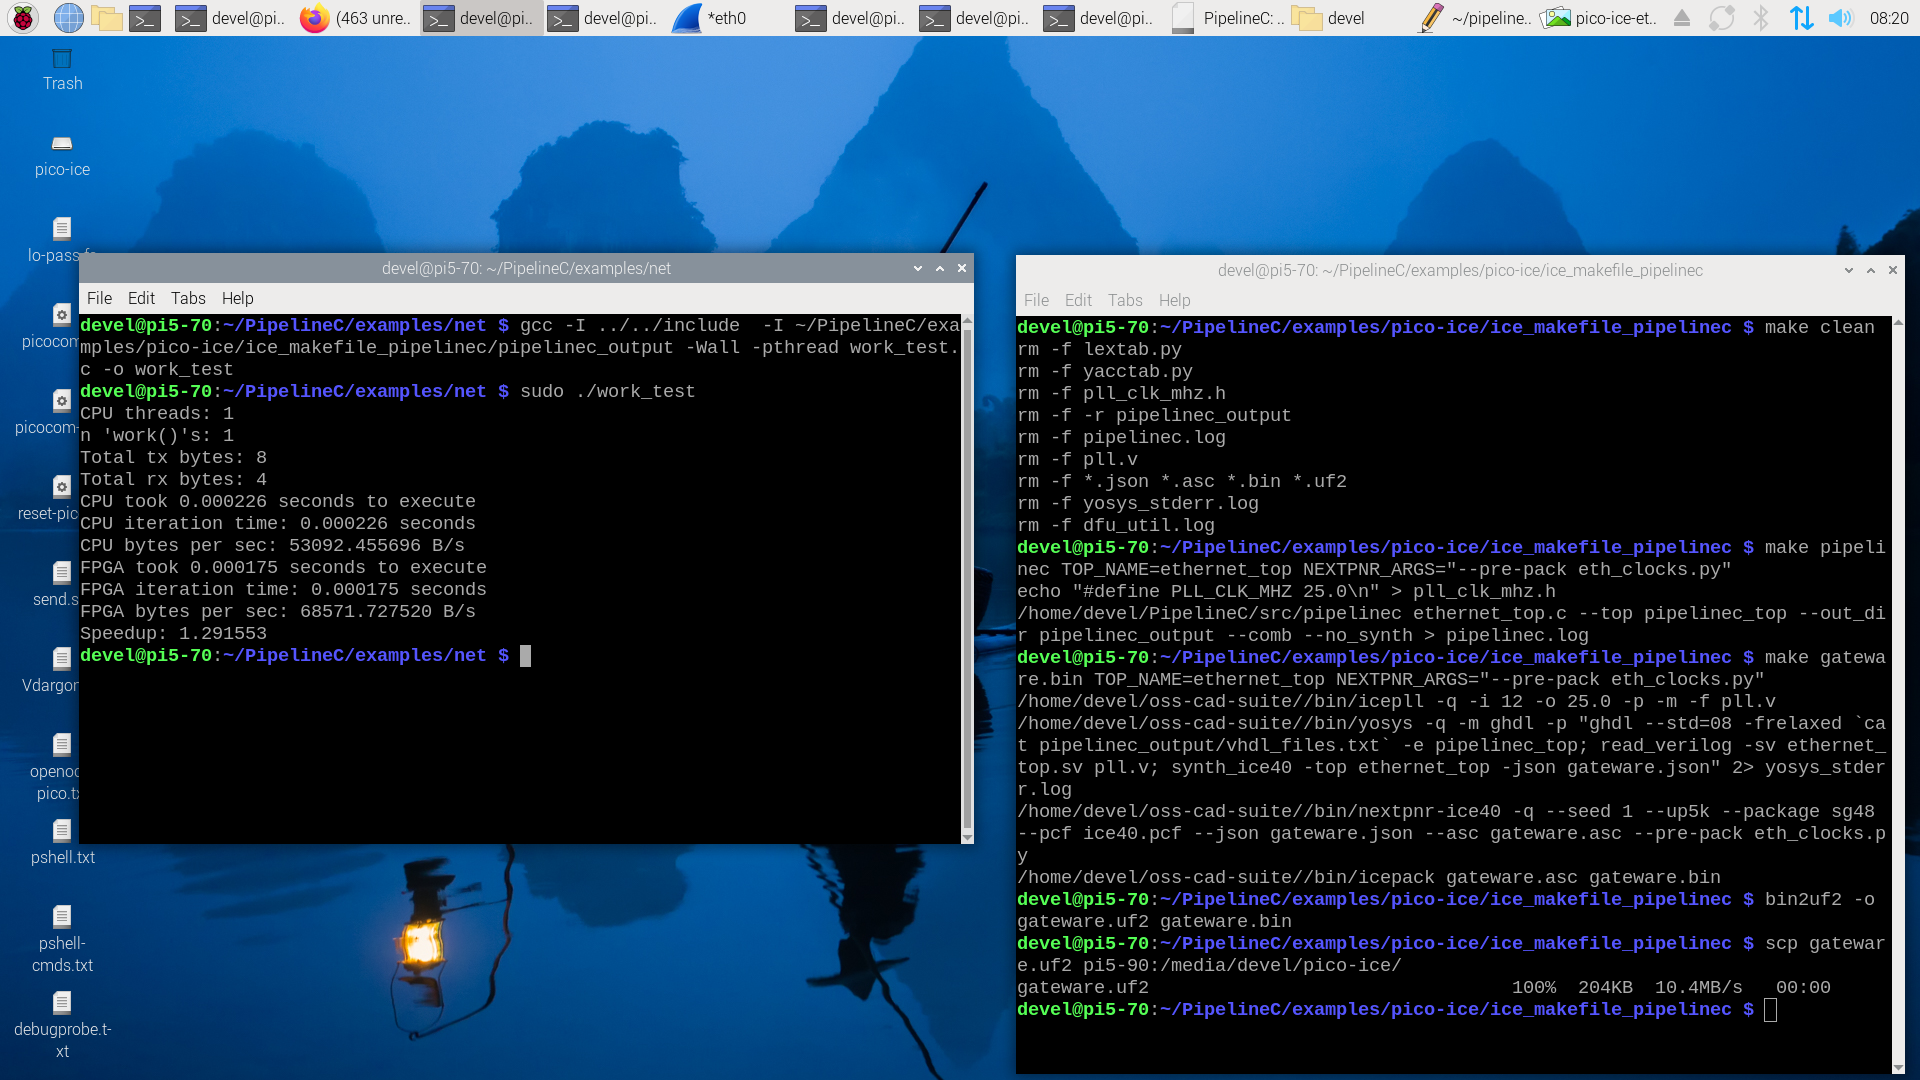 devel@pi..
(463 unre..
devel@pi..
devel@pi..
*eth0
devel@pi..
devel@pi..
devel@pi..
PipelineC: ..
devel
~/pipeline..
pico-ice-et..
08:20
Trash
pico-ice
lo-pass.f
picocom
picocom-
reset-pic
send.s
Vdargon
openoc
pico.tx
pshell.txt
pshell-
cmds.txt
debugprobe.t-
xt
devel@pi5-70: ~/PipelineC/examples/net
File Edit Tabs Help
devel@pi5-70:~/PipelineC/examples/net $ gcc -I ../../include  -I ~/PipelineC/exa
mples/pico-ice/ice_makefile_pipelinec/pipelinec_output -Wall -pthread work_test.
c -o work_test
devel@pi5-70:~/PipelineC/examples/net $ sudo ./work_test
CPU threads: 1
n 'work()'s: 1
Total tx bytes: 8
Total rx bytes: 4
CPU took 0.000226 seconds to execute
CPU iteration time: 0.000226 seconds
CPU bytes per sec: 53092.455696 B/s
FPGA took 0.000175 seconds to execute
FPGA iteration time: 0.000175 seconds
FPGA bytes per sec: 68571.727520 B/s
Speedup: 1.291553
devel@pi5-70:~/PipelineC/examples/net $
devel@pi5-70: ~/PipelineC/examples/pico-ice/ice_makefile_pipelinec
File Edit Tabs Help
devel@pi5-70:~/PipelineC/examples/pico-ice/ice_makefile_pipelinec $ make clean
rm -f lextab.py
rm -f yacctab.py
rm -f pll_clk_mhz.h
rm -f -r pipelinec_output
rm -f pipelinec.log
rm -f pll.v
rm -f *.json *.asc *.bin *.uf2
rm -f yosys_stderr.log
rm -f dfu_util.log
devel@pi5-70:~/PipelineC/examples/pico-ice/ice_makefile_pipelinec $ make pipeli
nec TOP_NAME=ethernet_top NEXTPNR_ARGS="--pre-pack eth_clocks.py"
echo "#define PLL_CLK_MHZ 25.0\n" > pll_clk_mhz.h
/home/devel/PipelineC/src/pipelinec ethernet_top.c --top pipelinec_top --out_di
r pipelinec_output --comb --no_synth > pipelinec.log
devel@pi5-70:~/PipelineC/examples/pico-ice/ice_makefile_pipelinec $ make gatewa
re.bin TOP_NAME=ethernet_top NEXTPNR_ARGS="--pre-pack eth_clocks.py"
/home/devel/oss-cad-suite//bin/icepll -q -i 12 -o 25.0 -p -m -f pll.v
/home/devel/oss-cad-suite//bin/yosys -q -m ghdl -p "ghdl --std=08 -frelaxed `ca
t pipelinec_output/vhdl_files.txt` -e pipelinec_top; read_verilog -sv ethernet_
top.sv pll.v; synth_ice40 -top ethernet_top -json gateware.json" 2> yosys_stder
r.log
/home/devel/oss-cad-suite//bin/nextpnr-ice40 -q --seed 1 --up5k --package sg48
--pcf ice40.pcf --json gateware.json --asc gateware.asc --pre-pack eth_clocks.p
y
/home/devel/oss-cad-suite//bin/icepack gateware.asc gateware.bin
devel@pi5-70:~/PipelineC/examples/pico-ice/ice_makefile_pipelinec $ bin2uf2 -o
gateware.uf2 gateware.bin
devel@pi5-70:~/PipelineC/examples/pico-ice/ice_makefile_pipelinec $ scp gatewar
e.uf2 pi5-90:/media/devel/pico-ice/
gateware.uf2 100% 204KB 10.4MB/s 00:00
devel@pi5-70:~/PipelineC/examples/pico-ice/ice_makefile_pipelinec $